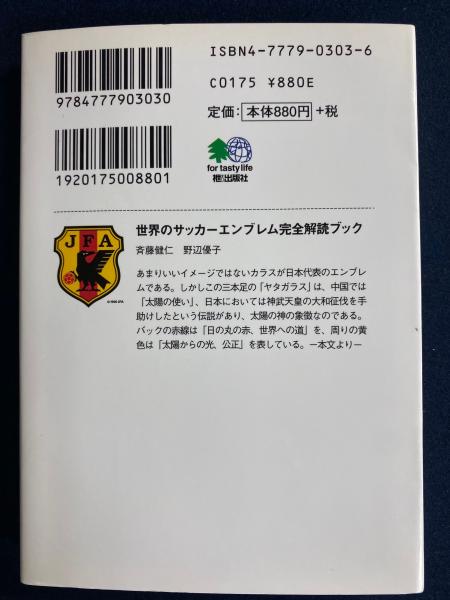 ISBN4-7779-0303-6
9784777903030
C0175 ¥880E
定価：本体880円+税
1920175008801
for tasty life
枻出版社
JFA
©1996 JFA
世界のサッカーエンブレム完全解読ブック
斉藤健仁　野辺優子
あまりいいイメージではないカラスが日本代表のエンブレ
ムである。しかしこの三本足の「ヤタガラス」は、中国では
「太陽の使い」、日本においては神武天皇の大和征伐を手
助けしたという伝説があり、太陽の神の象徴なのである。
バックの赤線は「日の丸の赤、世界への道」を、周りの黄
色は「太陽からの光、公正」を表している。ー本文よりー